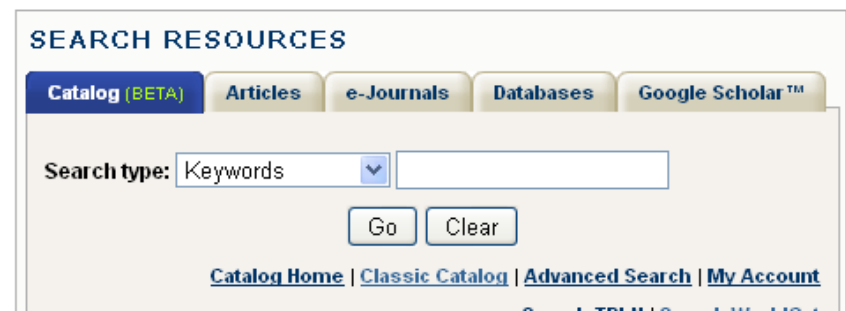 SEARCH RESOURCES
Catalog (BETA) Articles e-Journals Databases Google Scholar™
Search type: Keywords
Go Clear
Catalog Home | Classic Catalog | Advanced Search | My Account